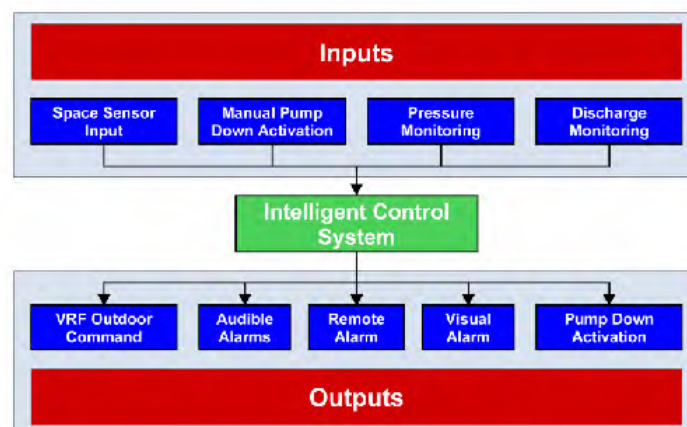 Inputs
Space Sensor
Input
Manual Pump
Down Activation
Pressure
Monitoring
Discharge
Monitoring
Intelligent Control
System
VRF Outdoor
Command
Audible
Alarms
Remote
Alarm
Visual
Alarm
Pump Down
Activation
Outputs